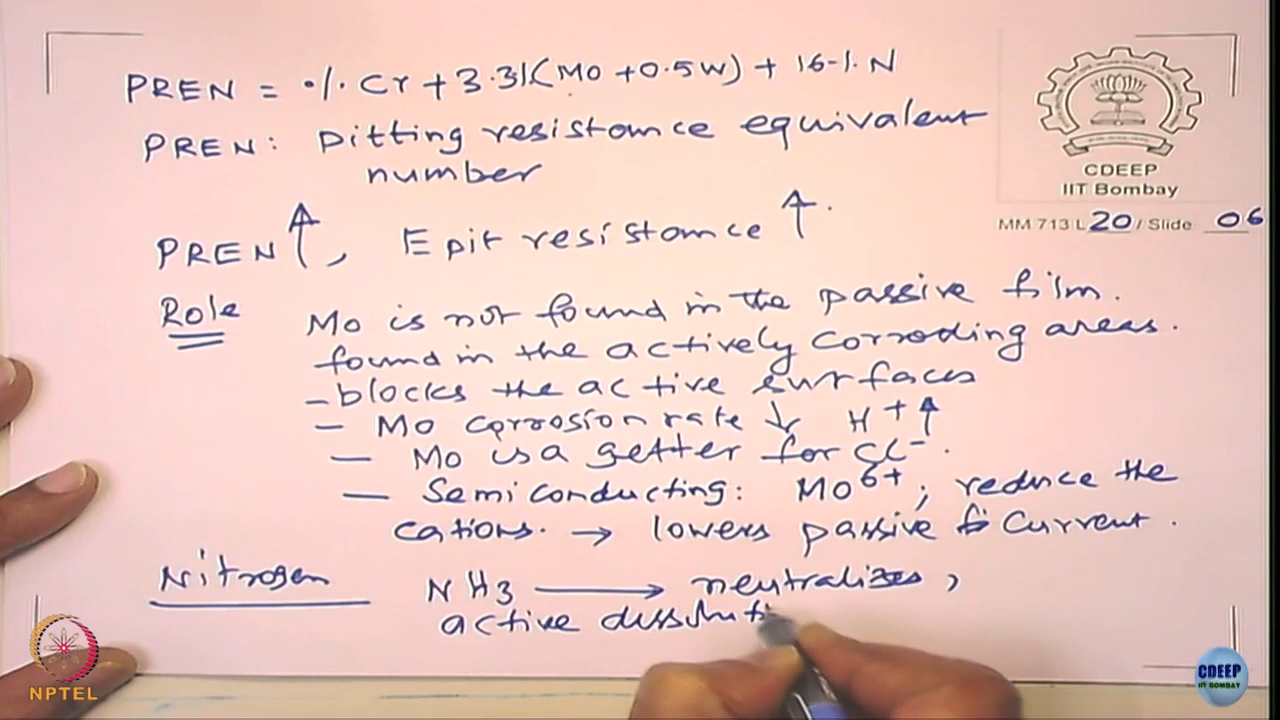 PREN = % Cr + 3.3%(Mo + 0.5W) + 16% N
PREN: Pitting resistance equivalent
number
PREN↑, Epit resistance ↑.
Role Mo is not found in the passive film.
found in the actively corroding areas.
- blocks the active surfaces
- Mo corrosion rate ↓ H+↑
- Mo is a getter for Cl-.
- Semiconducting: Mo6+; reduce the
cations. → lowers passive current.
Nitrogen NH3 → neutralizes,
active dissoluti
CDEEP
IIT Bombay
MM 713 L 20 / Slide 06
NPTEL
CDEEP
IIT BOMBAY